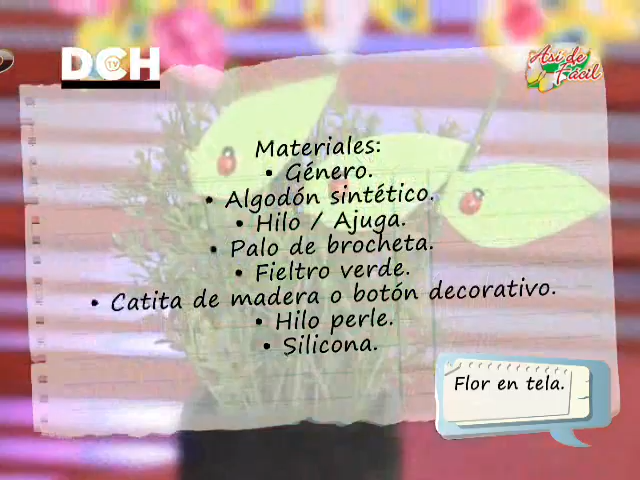 DCH
TV
Así de
Fácil
Materiales:
• Género.
• Algodón sintético.
• Hilo / Ajuga.
• Palo de brocheta.
• Fieltro verde.
• Catita de madera o botón decorativo.
• Hilo perle.
• Silicona.
Flor en tela.